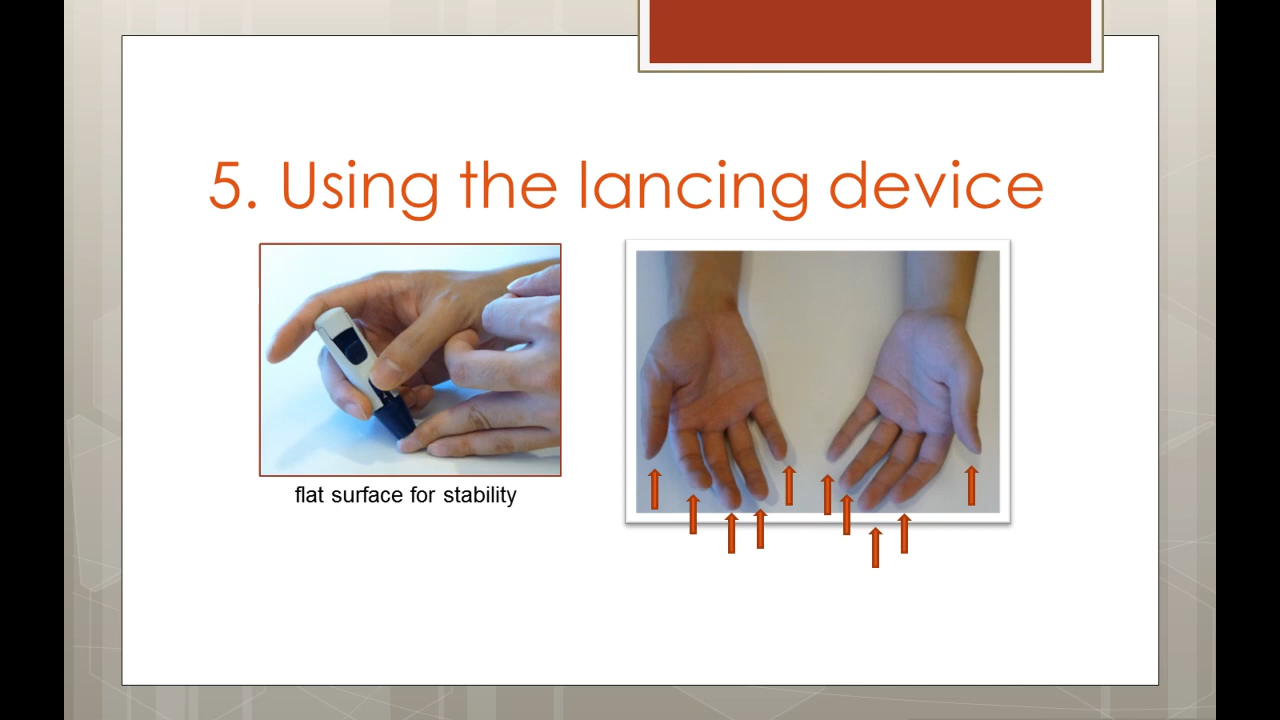 5. Using the lancing device
flat surface for stability